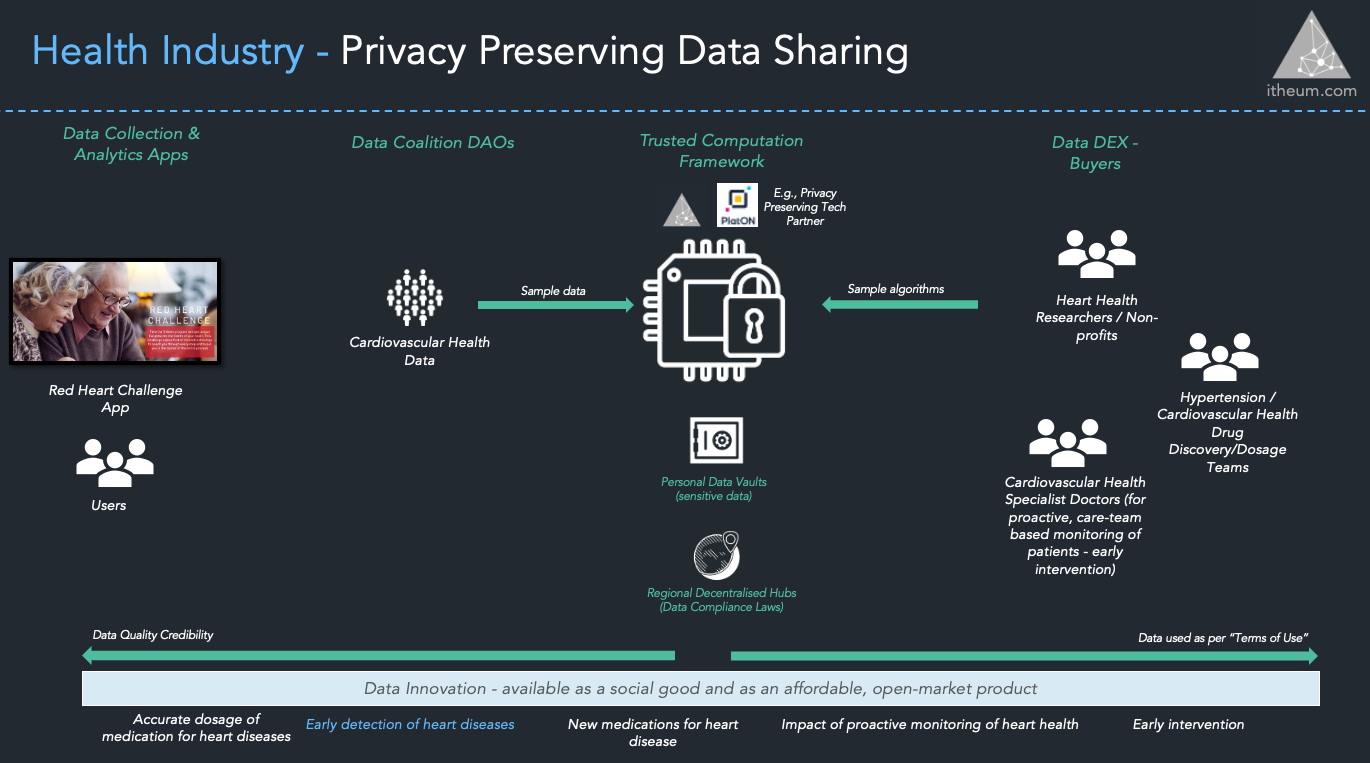 Health Industry - Privacy Preserving Data Sharing
itheum.com
Data Collection &
Analytics Apps
Data Coalition DAOs
Trusted Computation
Framework
Data DEX -
Buyers
PlatON
E.g., Privacy
Preserving Tech
Partner
RED HEART
CHALLENGE
Red Heart Challenge
App
Users
Cardiovascular Health
Data
Sample data
Sample algorithms
Personal Data Vaults
(sensitive data)
Regional Decentralised Hubs
(Data Compliance Laws)
Heart Health
Researchers / Non-
profits
Hypertension /
Cardiovascular Health
Drug
Discovery/Dosage
Teams
Cardiovascular Health
Specialist Doctors (for
proactive, care-team
based monitoring of
patients - early
intervention)
Data Quality Credibility
Data used as per “Terms of Use”
Data Innovation - available as a social good and as an affordable, open-market product
Accurate dosage of
medication for heart diseases
Early detection of heart diseases
New medications for heart
disease
Impact of proactive monitoring of heart health
Early intervention